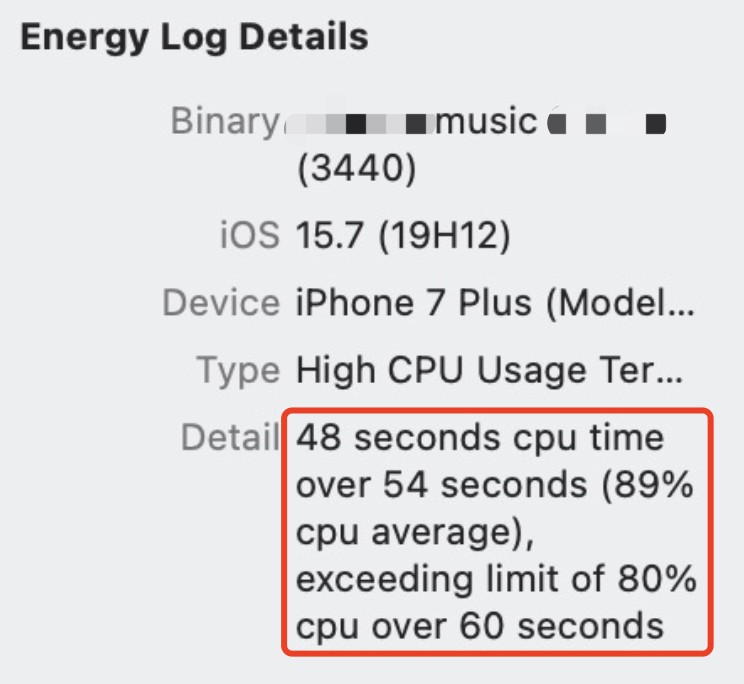 Energy Log Details
Binary music
(3440)
iOS 15.7 (19H12)
Device iPhone 7 Plus (Model...
Type High CPU Usage Ter...
Detail 48 seconds cpu time
over 54 seconds (89%
cpu average),
exceeding limit of 80%
cpu over 60 seconds